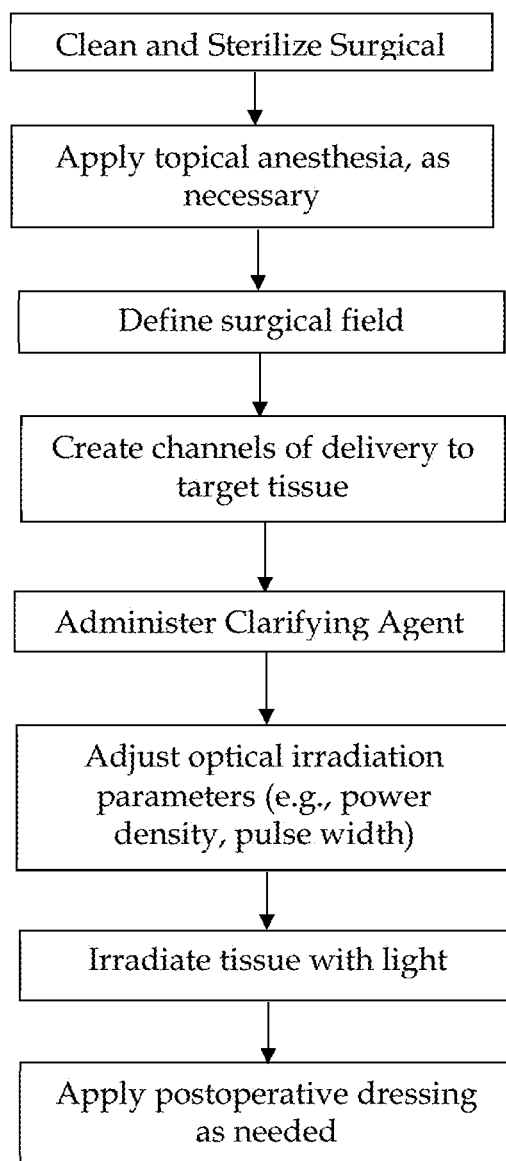 Clean and Sterilize Surgical
Apply topical anesthesia, as
necessary
Define surgical field
Create channels of delivery to
target tissue
Administer Clarifying Agent
Adjust optical irradiation
parameters (e.g., power
density, pulse width)
Irradiate tissue with light
Apply postoperative dressing
as needed